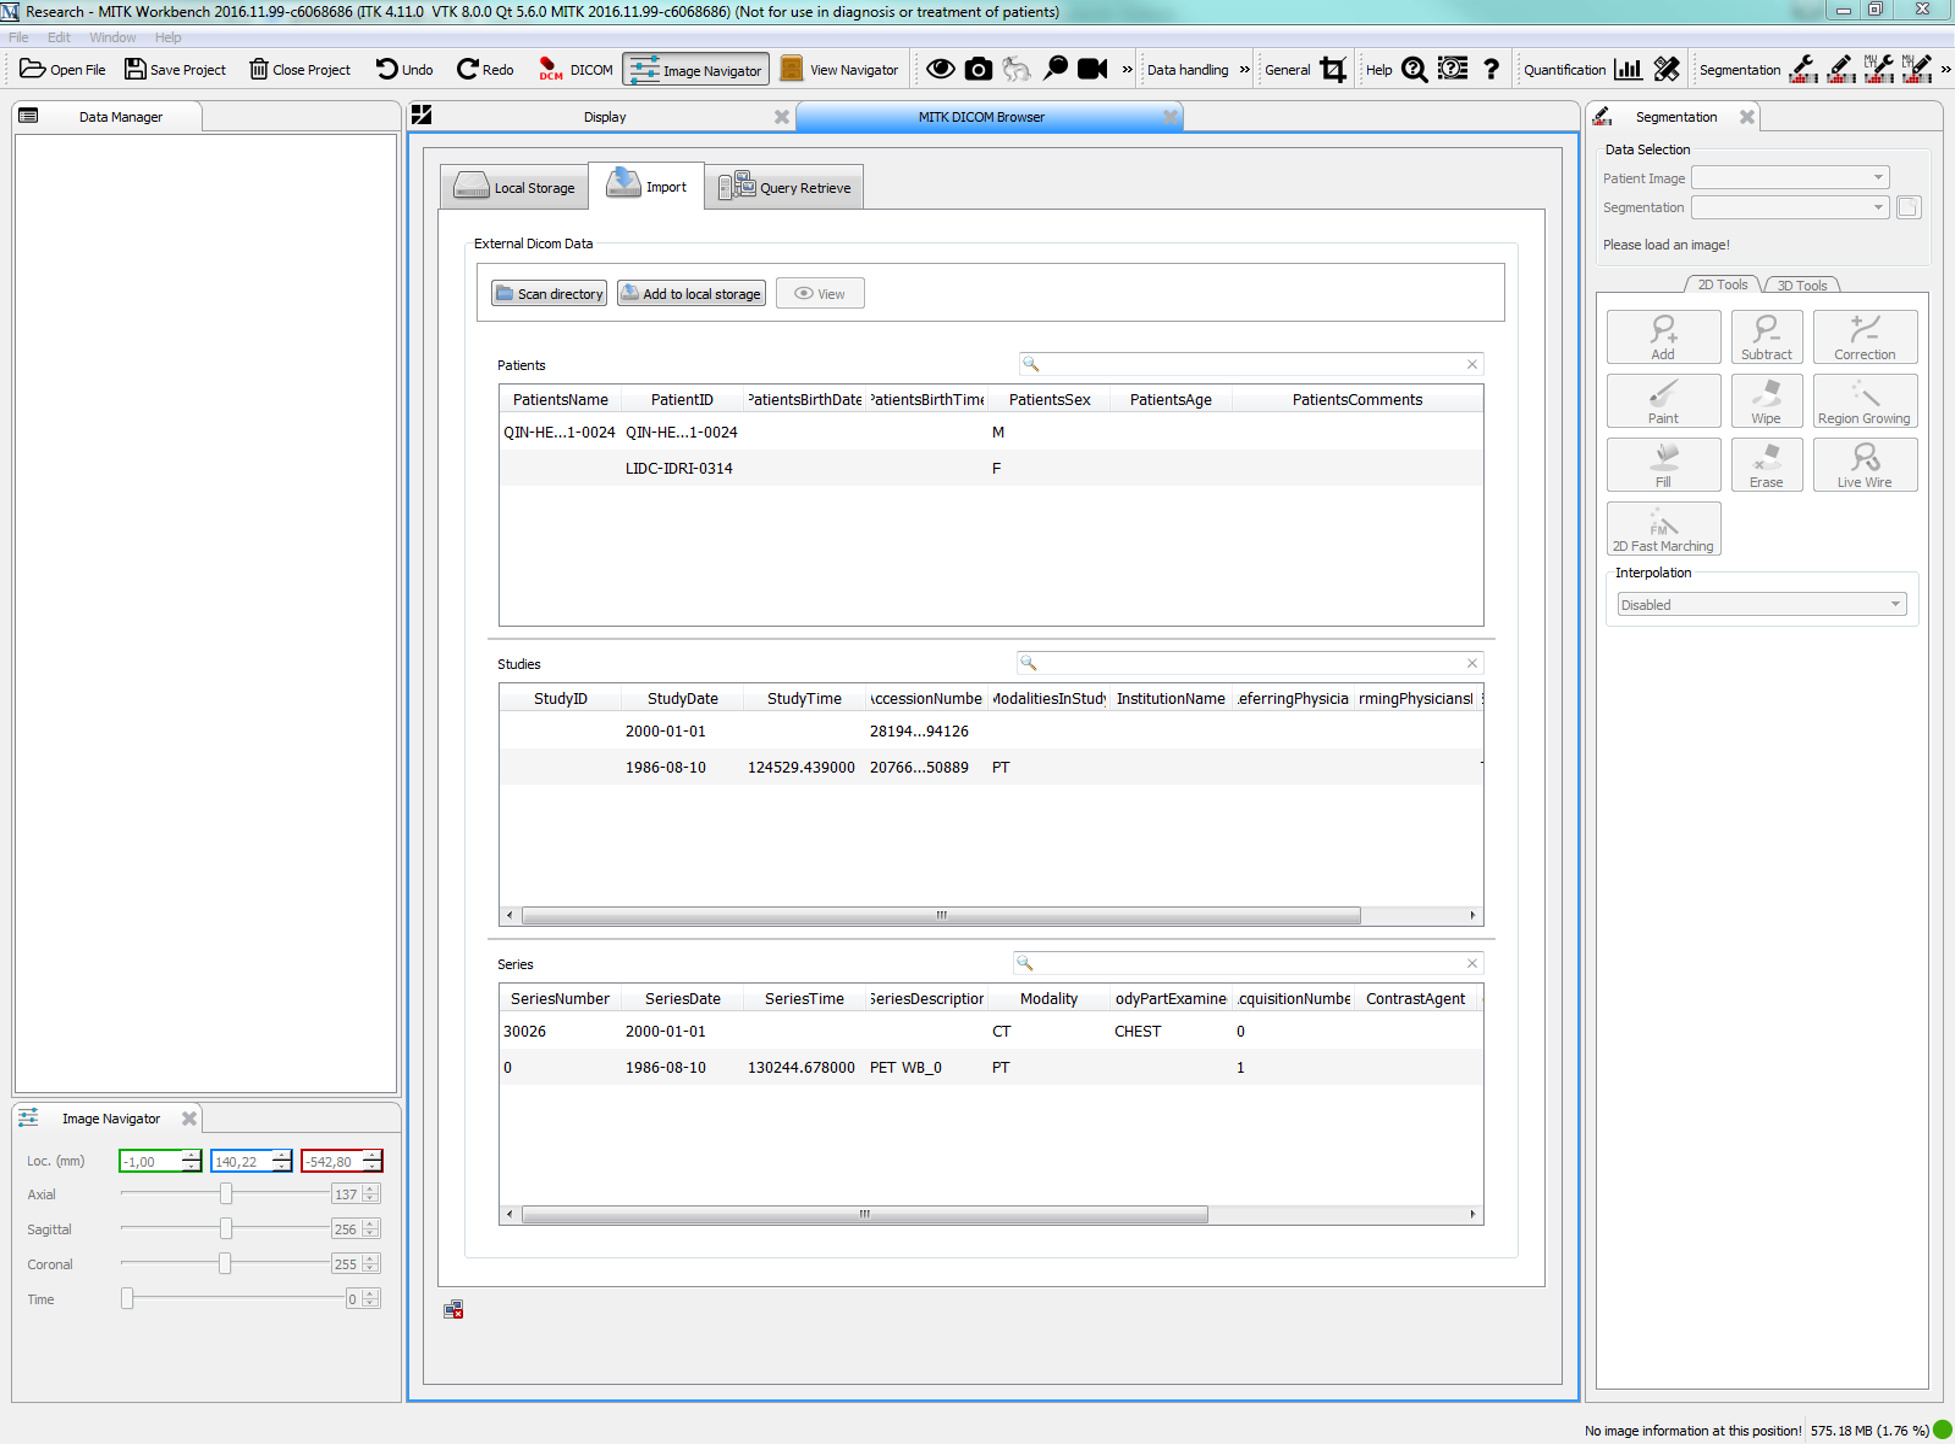 Research - MITK Workbench 2016.11.99-c6068686 (ITK 4.11.0  VTK 8.0.0 Qt 5.6.0 MITK 2016.11.99-c6068686) (Not for use in diagnosis or treatment of patients)
File Edit Window Help
Open File Save Project Close Project Undo Redo DCM DICOM Image Navigator View Navigator » Data handling » General Help ? Quantification Segmentation »
Data Manager
Display
MITK DICOM Browser
Local Storage
Import
Query Retrieve
External Dicom Data
Scan directory Add to local storage View
Patients
PatientsName PatientID PatientsBirthDate PatientsBirthTime PatientsSex PatientsAge PatientsComments
QIN-HE...1-0024 QIN-HE...1-0024 M
LIDC-IDRI-0314 F
Studies
StudyID StudyDate StudyTime AccessionNumbe ModalitiesInStudy InstitutionName eferringPhysicia rmingPhysiciansI
2000-01-01 28194...94126
1986-08-10 124529.439000 20766...50889 PT
Series
SeriesNumber SeriesDate SeriesTime SeriesDescription Modality odyPartExamine cquisitionNumbe ContrastAgent
30026 2000-01-01 CT CHEST 0
0 1986-08-10 130244.678000 PET WB_0 PT 1
Image Navigator
Loc. (mm) -1,00 140,22 -542,80
Axial 137
Sagittal 256
Coronal 255
Time 0
Segmentation
Data Selection
Patient Image
Segmentation
Please load an image!
2D Tools 3D Tools
Add Subtract Correction
Paint Wipe Region Growing
Fill Erase Live Wire
FM
2D Fast Marching
Interpolation
Disabled
No image information at this position! 575.18 MB (1.76 %)